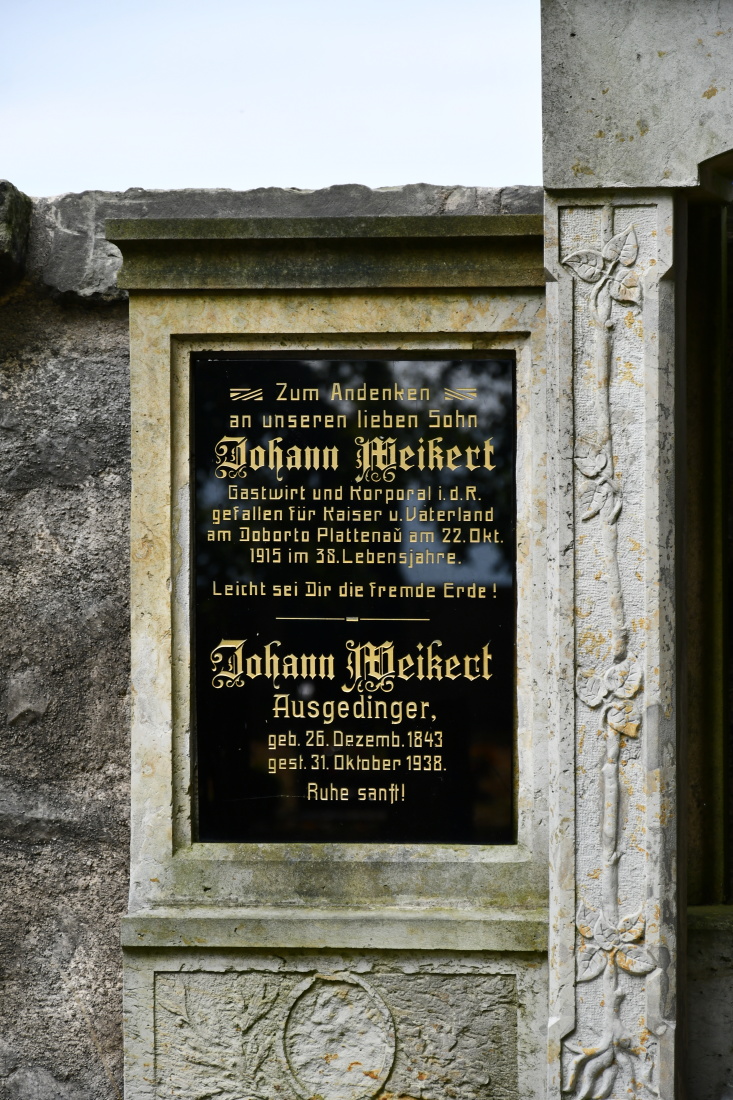 Zum Andenken
an unseren lieben Sohn
Johann Weikert
Gastwirt und Korporal i.d.R.
gefallen für Kaiser u. Vaterland
am Doborto Plattenaŭ am 22. Okt.
1915 im 38. Lebensjahre.
Leicht sei Dir die fremde Erde!
Johann Weikert
Ausgedinger,
geb. 26. Dezemb. 1843
gest. 31. Oktober 1938.
Ruhe sanft!